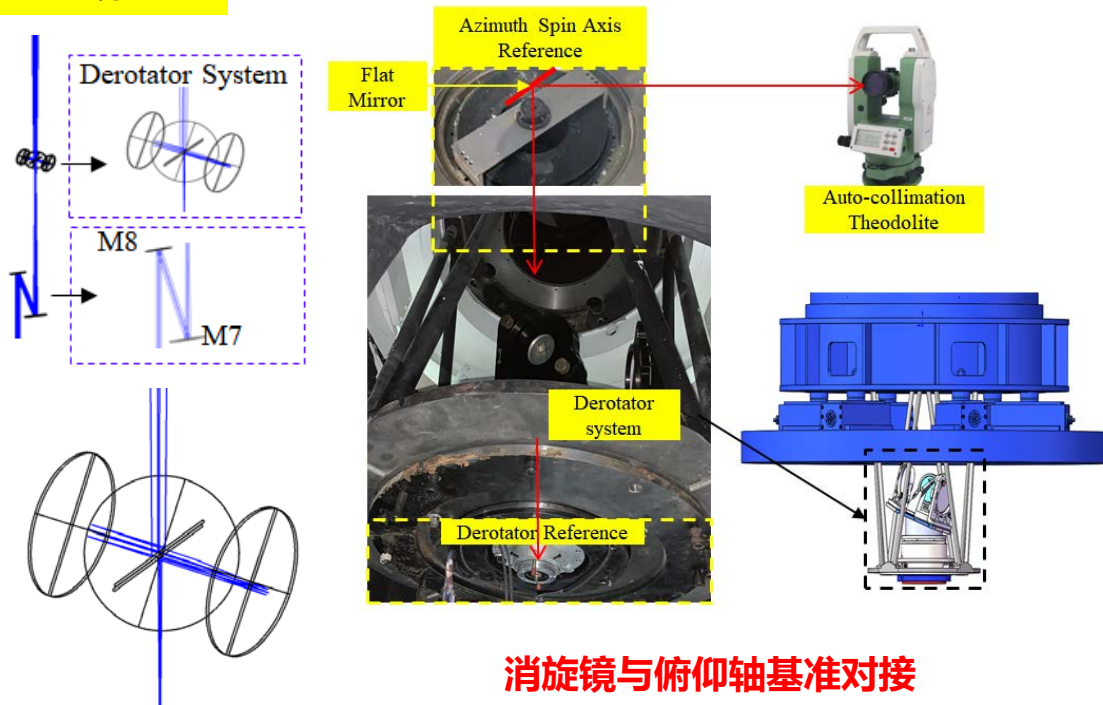 Derotator System
M8
M7
Azimuth Spin Axis
Reference
Flat
Mirror
Auto-collimation
Theodolite
Derotator
system
Derotator Reference
消旋镜与俯仰轴基准对接